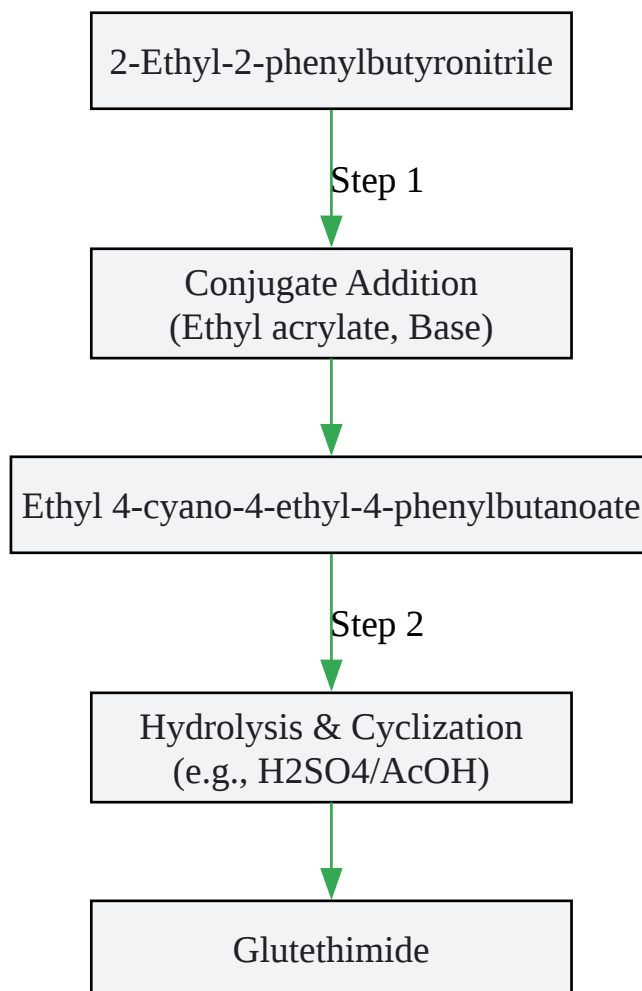 2-Ethyl-2-phenylbutyronitrile
Step 1
Conjugate Addition
(Ethyl acrylate, Base)
Ethyl 4-cyano-4-ethyl-4-phenylbutanoate
Step 2
Hydrolysis & Cyclization
(e.g., H2SO4/AcOH)
Glutethimide